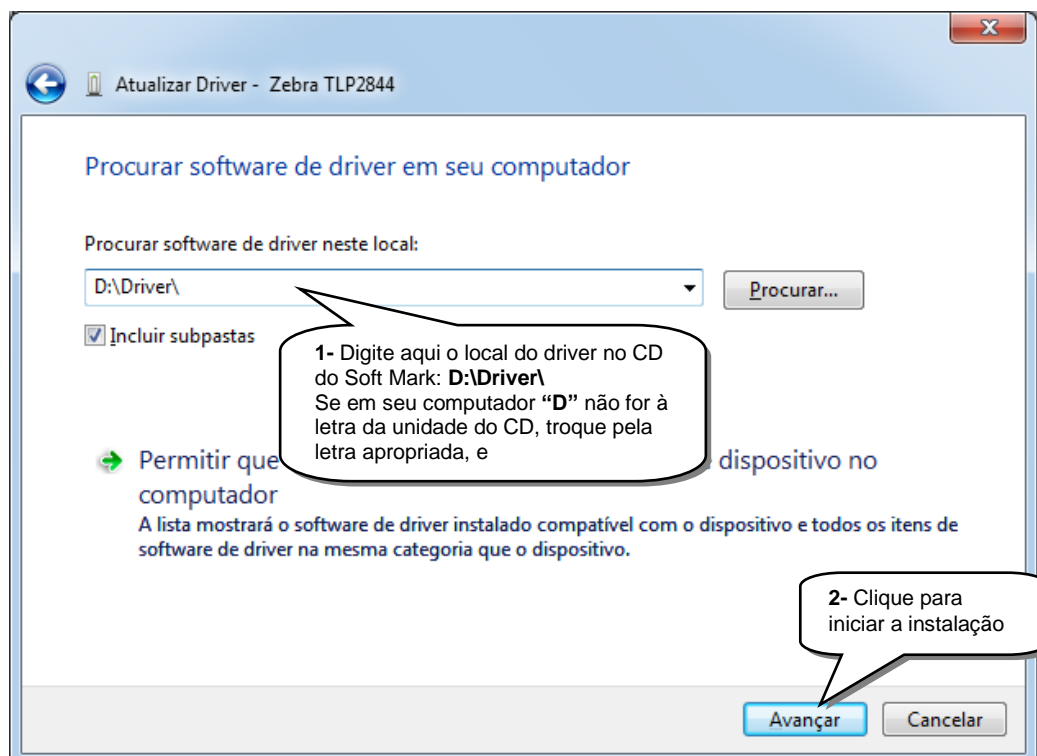 Atualizar Driver - Zebra TLP2844
Procurar software de driver em seu computador
Procurar software de driver neste local:
D:\Driver\
Procurar...
Incluir subpastas
1- Digite aqui o local do driver no CD
do Soft Mark: D:\Driver\
Se em seu computador “D” não for à
letra da unidade do CD, troque pela
letra apropriada, e
Permitir que dispositivo no
computador
A lista mostrará o software de driver instalado compatível com o dispositivo e todos os itens de
software de driver na mesma categoria que o dispositivo.
2- Clique para
iniciar a instalação
Avançar
Cancelar